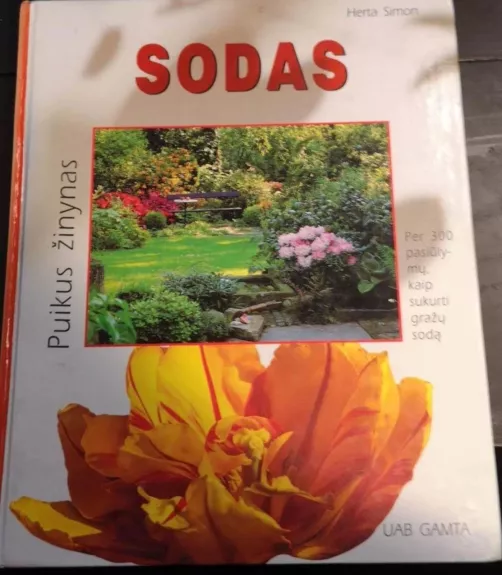 Herta Simon
SODAS
Puikus žinynas
Per 300
pasiūly-
mų,
kaip
sukurti
gražų
sodą
UAB GAMTA